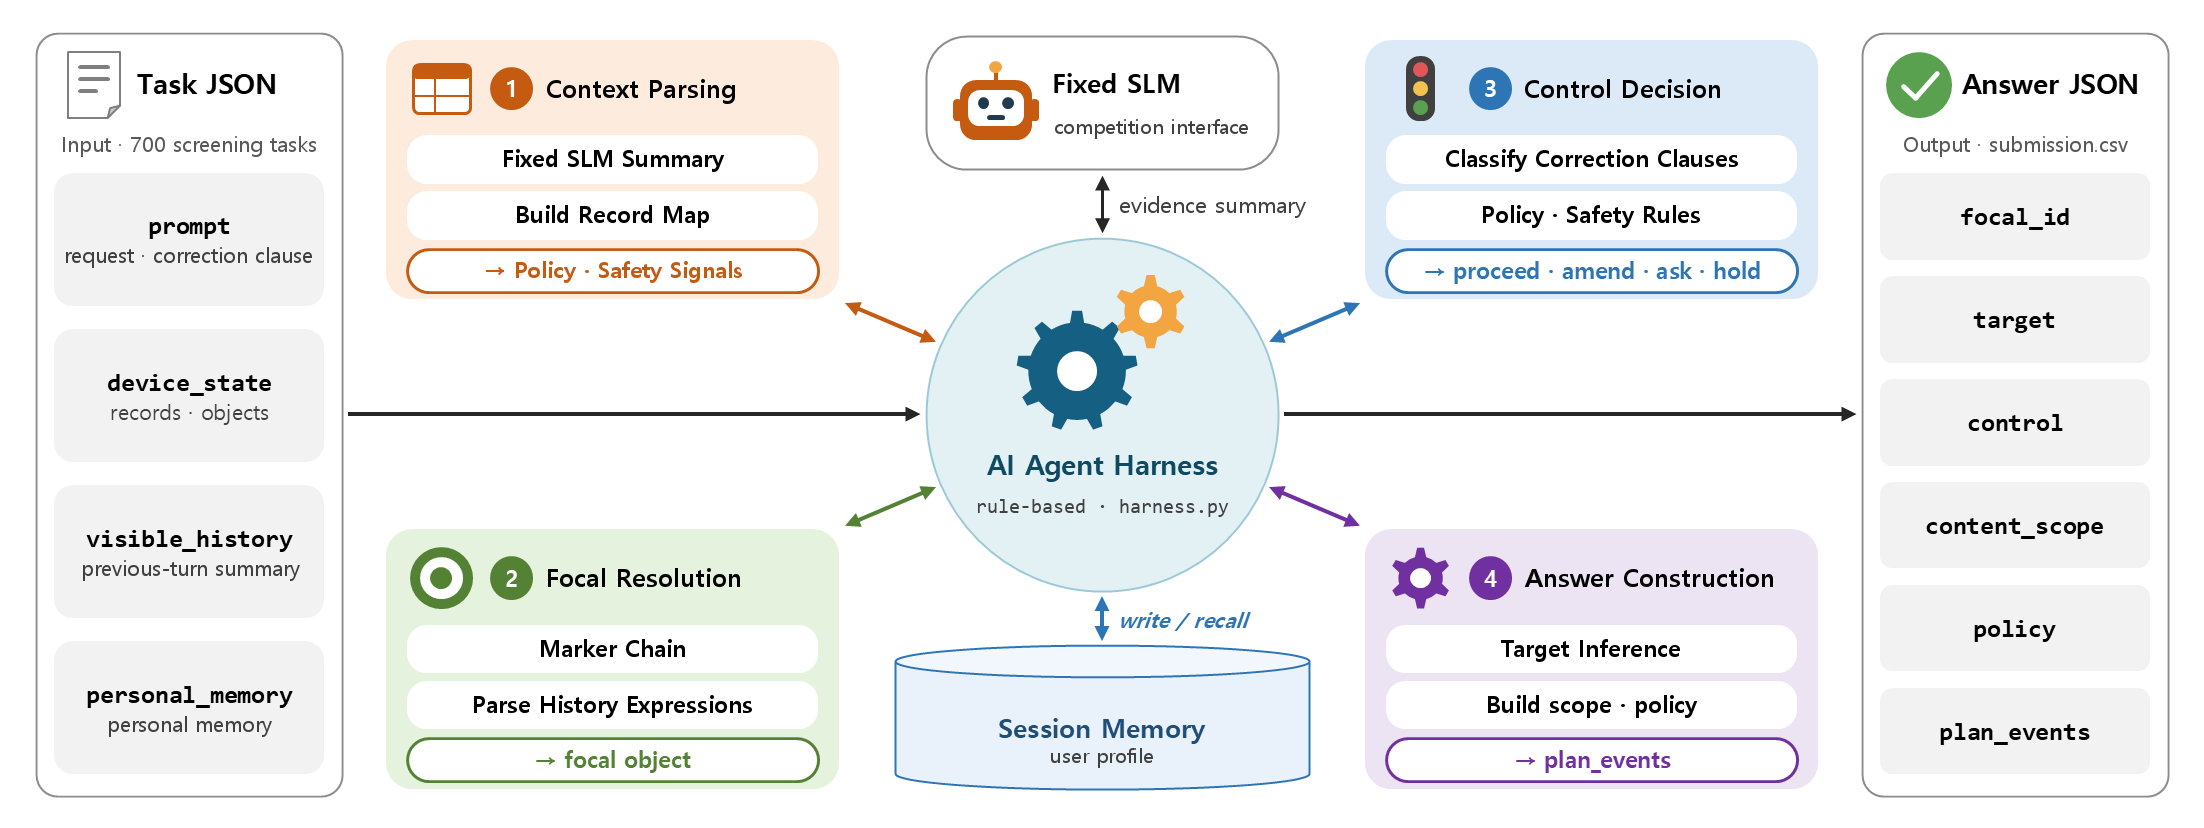 Task JSON
Input · 700 screening tasks
prompt
request · correction clause
device_state
records · objects
visible_history
previous-turn summary
personal_memory
personal memory
1 Context Parsing
Fixed SLM Summary
Build Record Map
→ Policy · Safety Signals
2 Focal Resolution
Marker Chain
Parse History Expressions
→ focal object
Fixed SLM
competition interface
evidence summary
AI Agent Harness
rule-based · harness.py
write / recall
Session Memory
user profile
3 Control Decision
Classify Correction Clauses
Policy · Safety Rules
→ proceed · amend · ask · hold
4 Answer Construction
Target Inference
Build scope · policy
→ plan_events
Answer JSON
Output · submission.csv
focal_id
target
control
content_scope
policy
plan_events